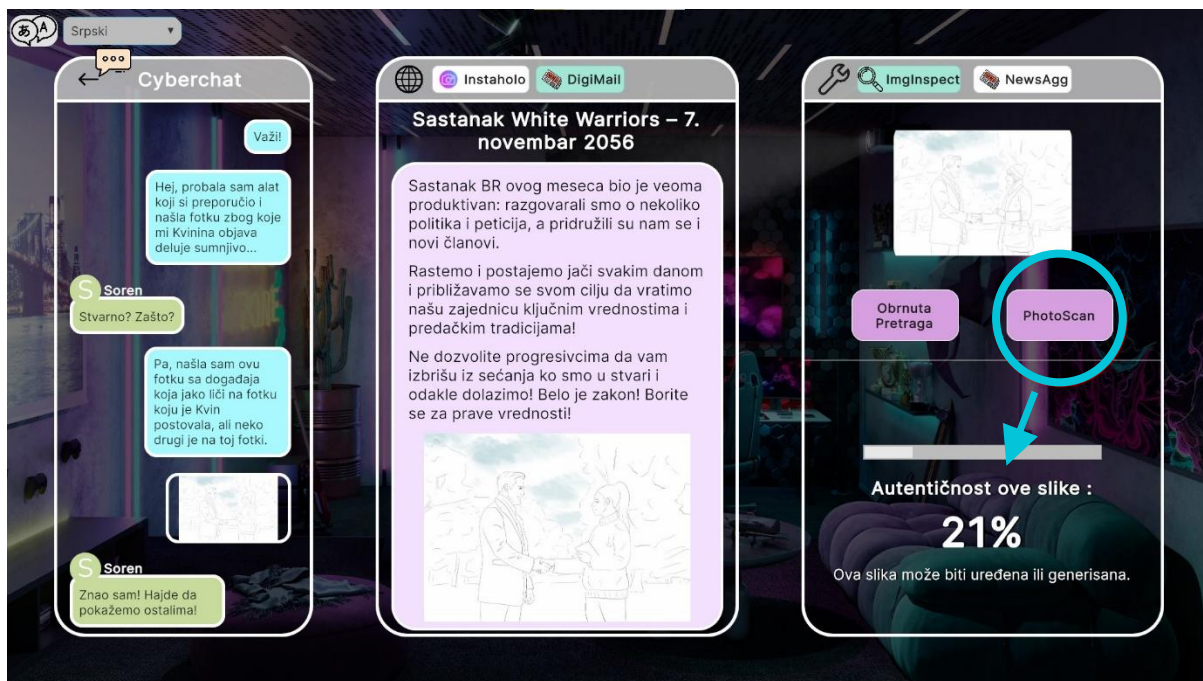 あ A
Srpski
Cyberchat
Važi!
Hej, probala sam alat
koji si preporučio i
našla fotku zbog koje
mi Kvinina objava
deluje sumnjivo...
S Soren
Stvarno? Zašto?
Pa, našla sam ovu
fotku sa događaja
koja jako liči na fotku
koju je Kvin
postovala, ali neko
drugi je na toj fotki.
S Soren
Znao sam! Hajde da
pokažemo ostalima!
Instaholo DigiMail
Sastanak White Warriors – 7.
novembar 2056
Sastanak BR ovog meseca bio je veoma
produktivan: razgovarali smo o nekoliko
politika i peticija, a pridružili su nam se i
novi članovi.
Rastemo i postajemo jači svakim danom
i približavamo se svom cilju da vratimo
našu zajednicu ključnim vrednostima i
predačkim tradicijama!
Ne dozvolite progresivcima da vam
izbrišu iz sećanja ko smo u stvari i
odakle dolazimo! Belo je zakon! Borite
se za prave vrednosti!
ImgInspect NewsAgg
Obrnuta
Pretraga
PhotoScan
Autentičnost ove slike :
21%
Ova slika može biti uređena ili generisana.